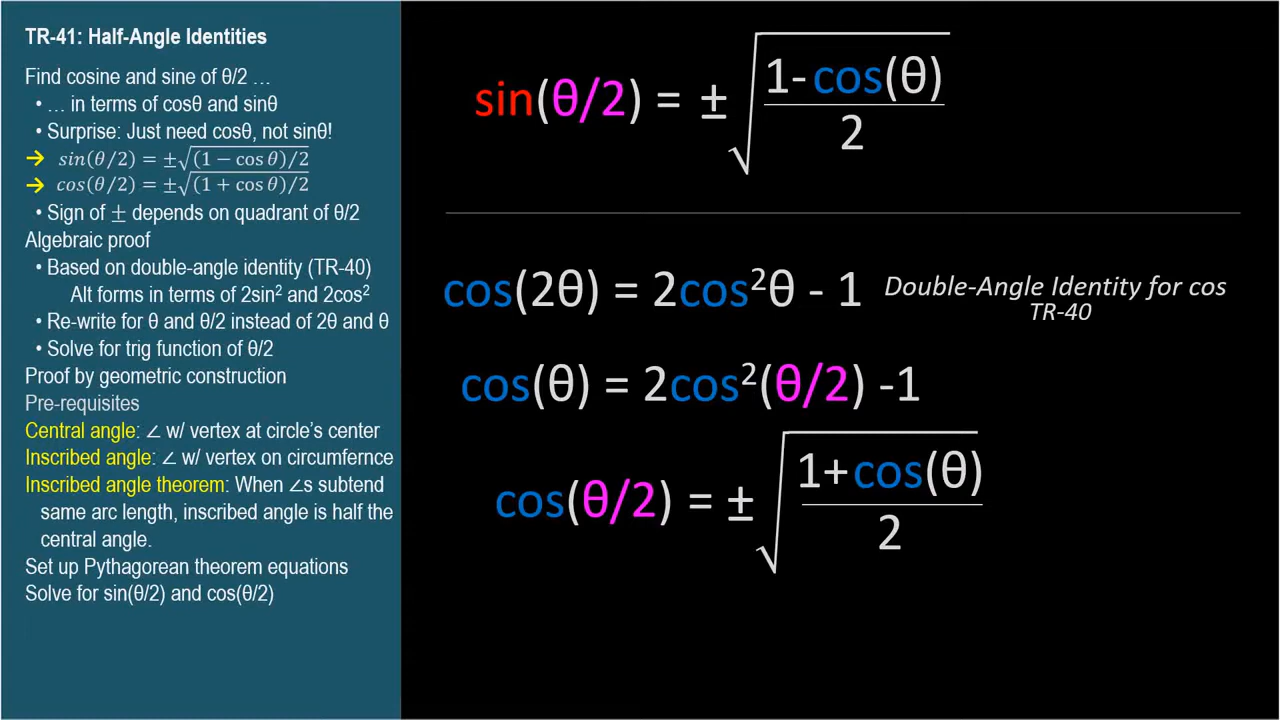 TR-41: Half-Angle Identities
Find cosine and sine of θ/2 …
• … in terms of cosθ and sinθ
• Surprise: Just need cosθ, not sinθ!
→ sin(θ/2) = ±√(1 − cos θ)/2
→ cos(θ/2) = ±√(1 + cos θ)/2
• Sign of ± depends on quadrant of θ/2
Algebraic proof
• Based on double-angle identity (TR-40)
Alt forms in terms of 2sin² and 2cos²
• Re-write for θ and θ/2 instead of 2θ and θ
• Solve for trig function of θ/2
Proof by geometric construction
Pre-requisites
Central angle: ∠ w/ vertex at circle's center
Inscribed angle: ∠ w/ vertex on circumfernce
Inscribed angle theorem: When ∠s subtend
same arc length, inscribed angle is half the
central angle.
Set up Pythagorean theorem equations
Solve for sin(θ/2) and cos(θ/2)
sin(θ/2) = ± √ 1- cos(θ)
2
cos(2θ) = 2cos²θ - 1
Double-Angle Identity for cos
TR-40
cos(θ) = 2cos²(θ/2) -1
cos(θ/2) = ± √ 1+ cos(θ)
2